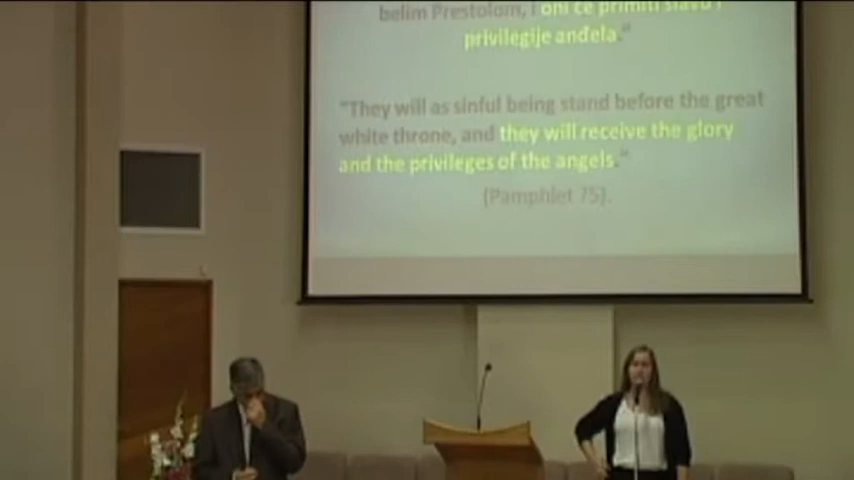 belim Prestolom, i oni će primiti slavu i
privilegije anđela."
"They will as sinful being stand before the great
white throne, and they will receive the glory
and the privileges of the angels."
(Pamphlet 75).